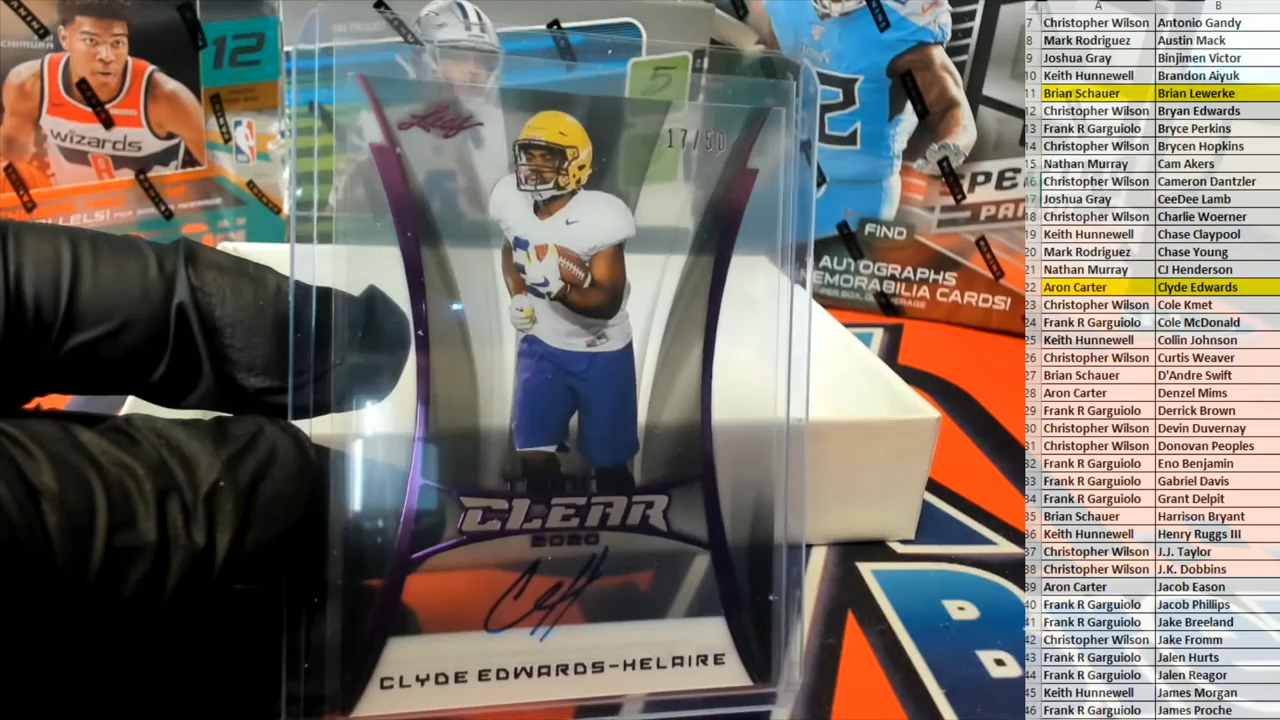 CHIMURA
12
wizards
8
NBA
5
FIND
AUTOGRAPHS
MEMORABILIA CARDS!
Leaf
17/50
CLEAR
2020
CLYDE EDWARDS-HELAIRE
A B
7 Christopher Wilson Antonio Gandy
8 Mark Rodriguez Austin Mack
9 Joshua Gray Binjimen Victor
10 Keith Hunnewell Brandon Aiyuk
11 Brian Schauer Brian Lewerke
12 Christopher Wilson Bryan Edwards
13 Frank R Garguiolo Bryce Perkins
14 Christopher Wilson Brycen Hopkins
15 Nathan Murray Cam Akers
16 Christopher Wilson Cameron Dantzler
17 Joshua Gray CeeDee Lamb
18 Christopher Wilson Charlie Woerner
19 Keith Hunnewell Chase Claypool
20 Mark Rodriguez Chase Young
21 Nathan Murray CJ Henderson
22 Aron Carter Clyde Edwards
23 Christopher Wilson Cole Kmet
24 Frank R Garguiolo Cole McDonald
25 Keith Hunnewell Collin Johnson
26 Christopher Wilson Curtis Weaver
27 Brian Schauer D'Andre Swift
28 Aron Carter Denzel Mims
29 Frank R Garguiolo Derrick Brown
30 Christopher Wilson Devin Duvernay
31 Christopher Wilson Donovan Peoples
32 Frank R Garguiolo Eno Benjamin
33 Frank R Garguiolo Gabriel Davis
34 Frank R Garguiolo Grant Delpit
35 Brian Schauer Harrison Bryant
36 Keith Hunnewell Henry Ruggs III
37 Christopher Wilson J.J. Taylor
38 Christopher Wilson J.K. Dobbins
39 Aron Carter Jacob Eason
40 Frank R Garguiolo Jacob Phillips
41 Frank R Garguiolo Jake Breeland
42 Christopher Wilson Jake Fromm
43 Frank R Garguiolo Jalen Hurts
44 Frank R Garguiolo Jalen Reagor
45 Keith Hunnewell James Morgan
46 Frank R Garguiolo James Proche